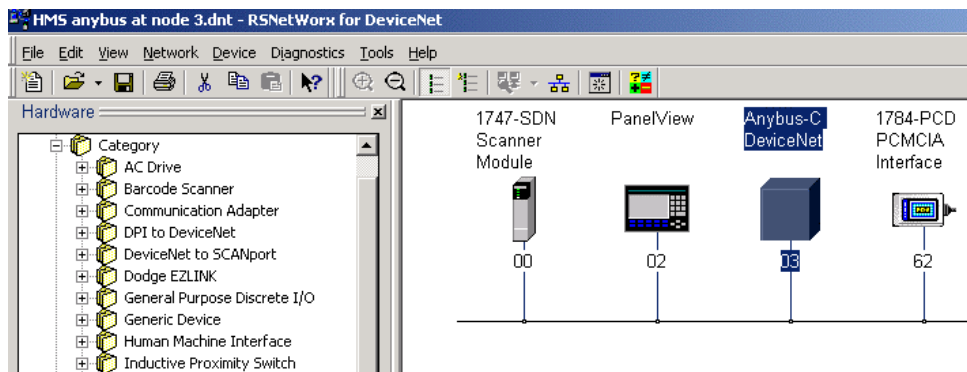 HMS anybus at node 3.dnt - RSNetWorx for DeviceNet
File Edit View Network Device Diagnostics Tools Help
Hardware
Category
AC Drive
Barcode Scanner
Communication Adapter
DPI to DeviceNet
DeviceNet to SCANport
Dodge EZLINK
General Purpose Discrete I/O
Generic Device
Human Machine Interface
Inductive Proximity Switch
1747-SDN
Scanner
Module
00
PanelView
02
Anybus-C
DeviceNet
03
1784-PCD
PCMCIA
Interface
62